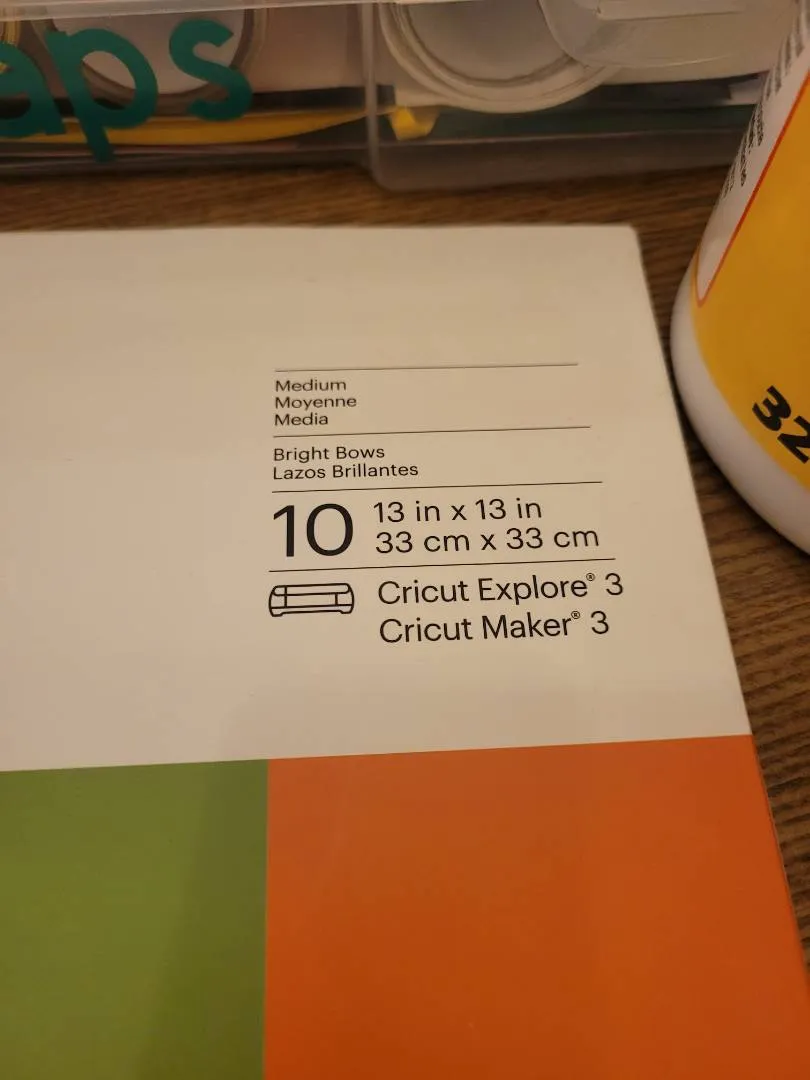 aps
Medium
Moyenne
Media
Bright Bows
Lazos Brillantes
10
13 in x 13 in
33 cm x 33 cm
Cricut Explore® 3
Cricut Maker® 3
32